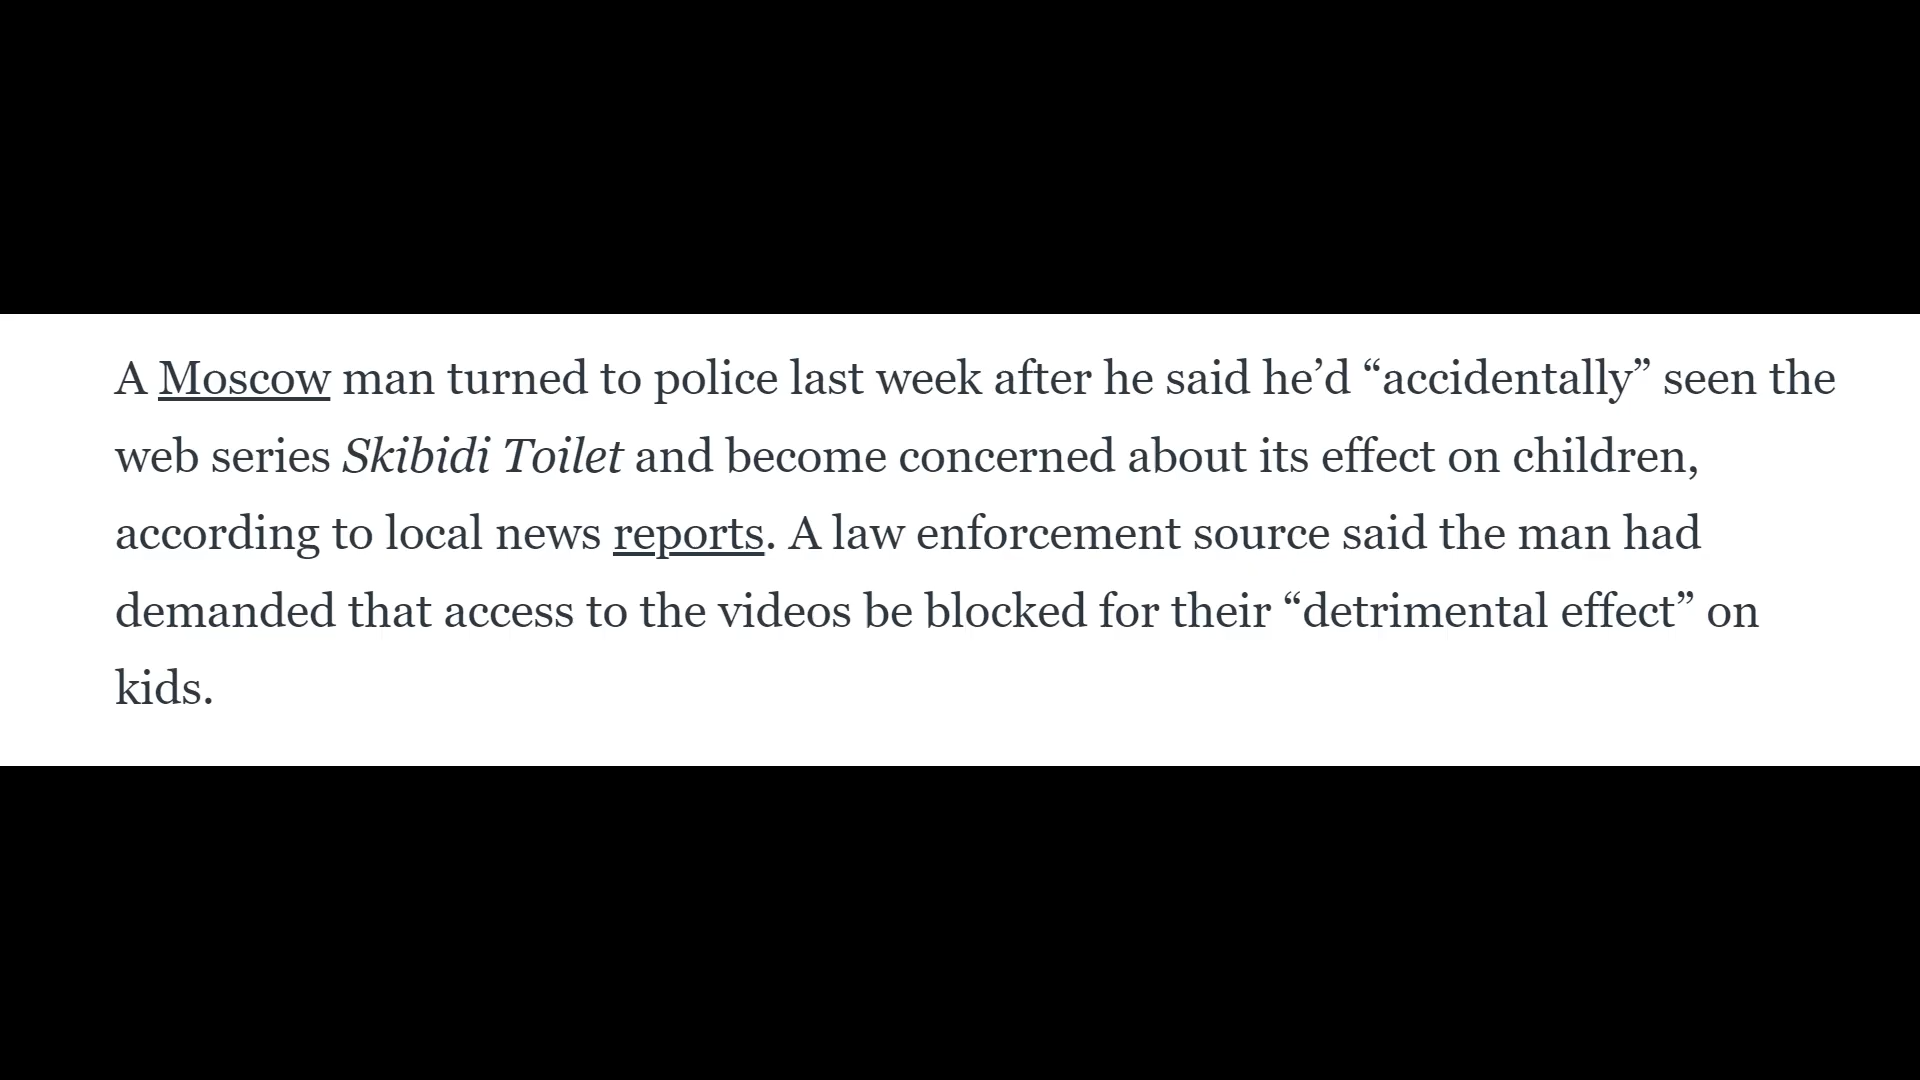 A Moscow man turned to police last week after he said he’d “accidentally” seen the
web series Skibidi Toilet and become concerned about its effect on children,
according to local news reports. A law enforcement source said the man had
demanded that access to the videos be blocked for their “detrimental effect” on
kids.